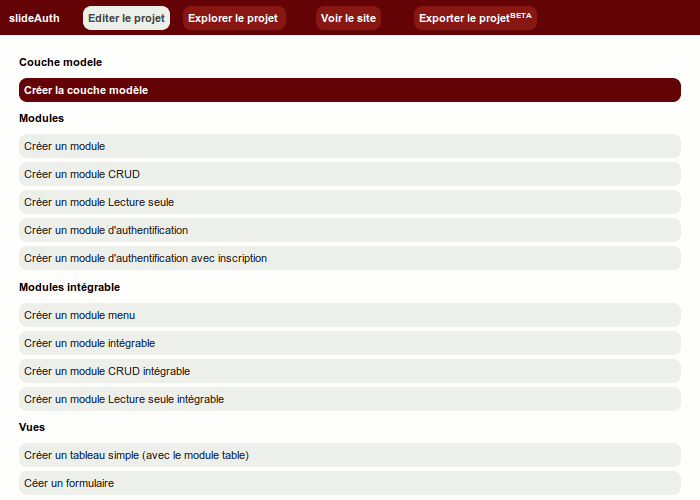 slideAuth Editer le projet Explorer le projet Voir le site Exporter le projetBETA
Couche modele
Créer la couche modèle
Modules
Créer un module
Créer un module CRUD
Créer un module Lecture seule
Créer un module d'authentification
Créer un module d'authentification avec inscription
Modules intégrable
Créer un module menu
Créer un module intégrable
Créer un module CRUD intégrable
Créer un module Lecture seule intégrable
Vues
Créer un tableau simple (avec le module table)
Céer un formulaire